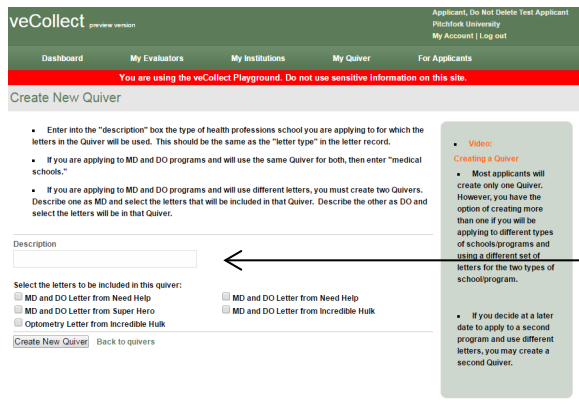 veCollect preview version
Applicant, Do Not Delete Test Applicant
Pitchfork University
My Account | Log out
Dashboard My Evaluators My Institutions My Quiver For Applicants
You are using the veCollect Playground. Do not use sensitive information on this site.
Create New Quiver
Enter into the "description" box the type of health professions school you are applying to for which the
letters in the Quiver will be used. This should be the same as the "letter type" in the letter record.
If you are applying to MD and DO programs and will use the same Quiver for both, then enter "medical
schools."
If you are applying to MD and DO programs and will use different letters, you must create two Quivers.
Describe one as MD and select the letters that will be included in that Quiver. Describe the other as DO and
select the letters will be in that Quiver.
Description
Select the letters to be included in this quiver:
MD and DO Letter from Need Help MD and DO Letter from Need Help
MD and DO Letter from Super Hero MD and DO Letter from Incredible Hulk
Optometry Letter from Incredible Hulk
Create New Quiver Back to quivers
Video:
Creating a Quiver
Most applicants will
create only one Quiver.
However, you have the
option of creating more
than one if you will be
applying to different types
of schools/programs and
using a different set of
letters for the two types of
school/program.
If you decide at a later
date to apply to a second
program and use different
letters, you may create a
second Quiver.